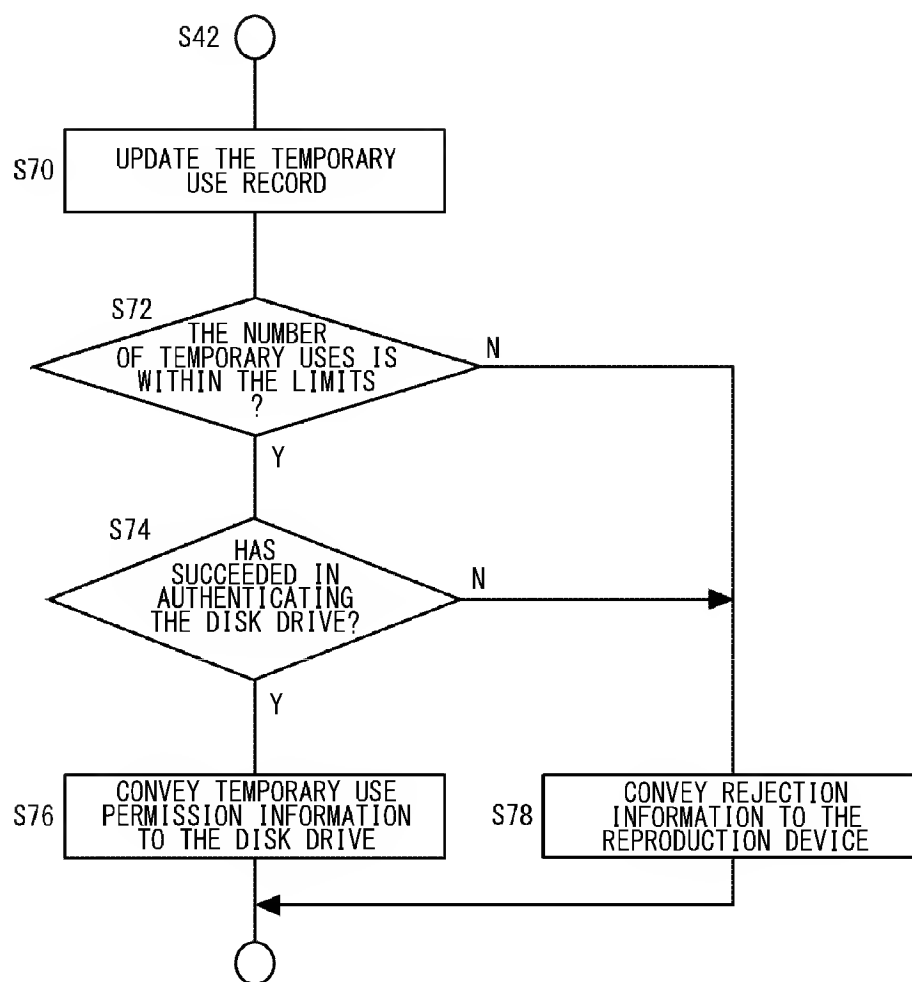 S42
S70
UPDATE THE TEMPORARY
USE RECORD
S72
THE NUMBER
OF TEMPORARY USES IS
WITHIN THE LIMITS
?
N
Y
S74
HAS
SUCCEEDED IN
AUTHENTICATING
THE DISK DRIVE?
N
Y
S76
CONVEY TEMPORARY USE
PERMISSION INFORMATION
TO THE DISK DRIVE
S78
CONVEY REJECTION
INFORMATION TO THE
REPRODUCTION DEVICE